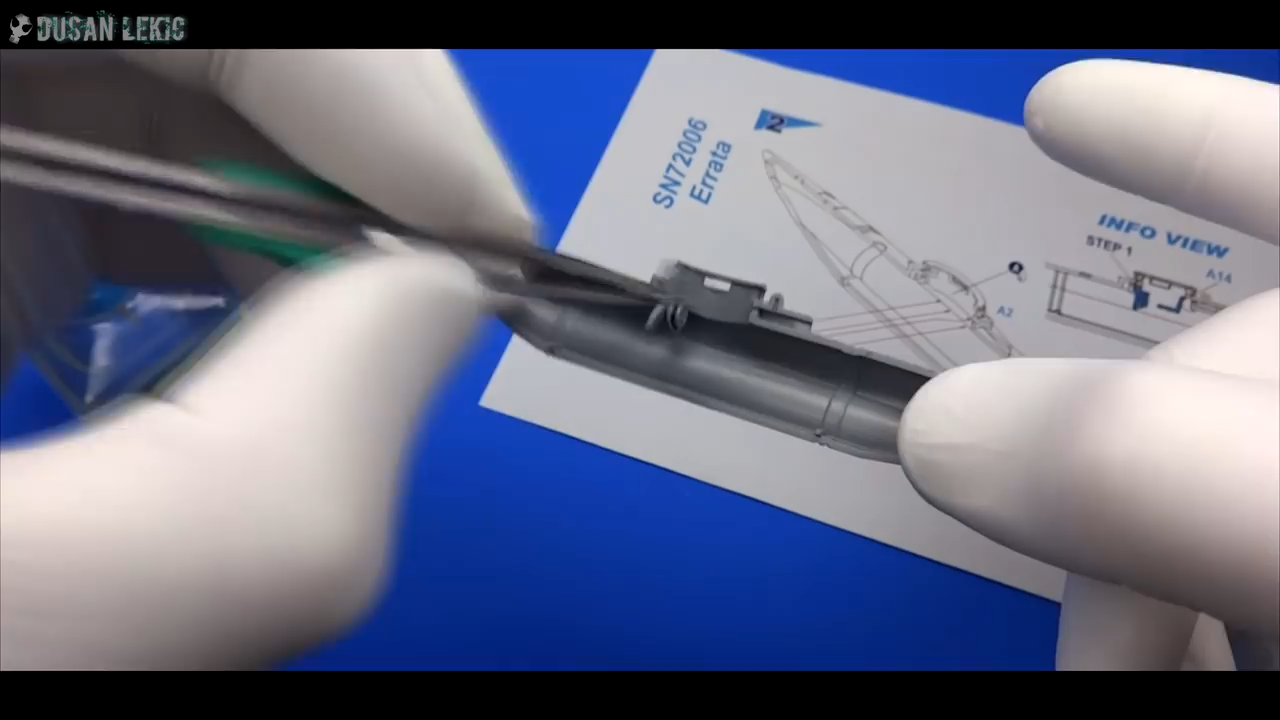 DUSAN LEKIC
SN72006
Errata
2
INFO VIEW
STEP 1
A14
A2